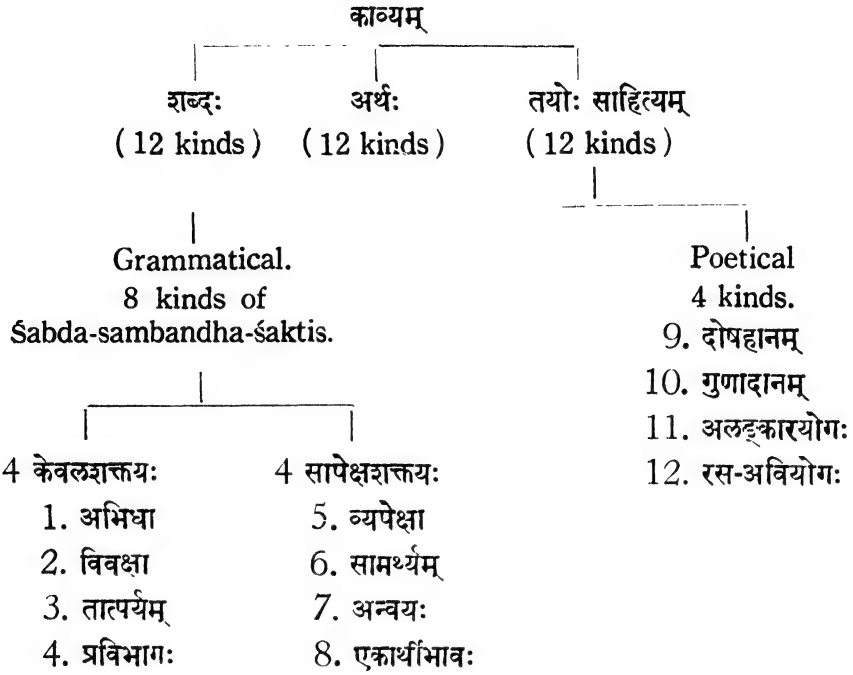 काव्यम्
शब्दः अर्थः तयोः साहित्यम्
( 12 kinds ) ( 12 kinds ) ( 12 kinds )
Grammatical.
8 kinds of
Śabda-sambandha-śaktis.
Poetical
4 kinds.
9. दोषहानम्
10. गुणादानम्
11. अलङ्कारयोगः
12. रस-अवियोगः
4 केवलशक्तयः
1. अभिधा
2. विवक्षा
3. तात्पर्यम्
4. प्रविभागः
4 सापेक्षशक्तयः
5. व्यपेक्षा
6. सामर्थ्यम्
7. अन्वयः
8. एकार्थीभावः